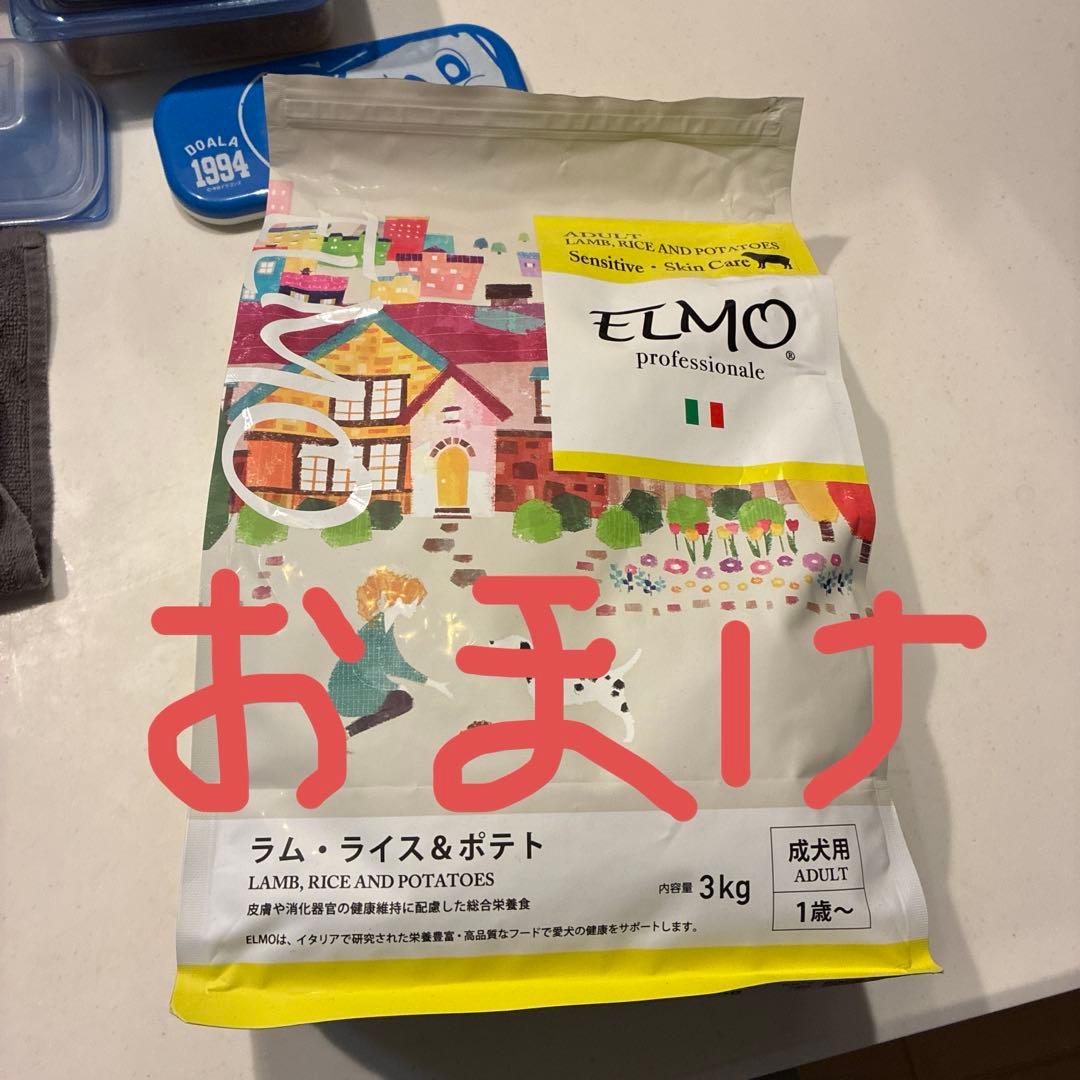 DOALA
1994
ELMO
ADULT
LAMB, RICE AND POTATOES
Sensitive・Skin Care
ELMO®
professionale
おまけ
ラム・ライス＆ポテト
LAMB, RICE AND POTATOES
皮膚や消化器官の健康維持に配慮した総合栄養食
ELMOは、イタリアで研究された栄養豊富・高品質なフードで愛犬の健康をサポートします。
内容量 3kg
成犬用
ADULT
1歳～